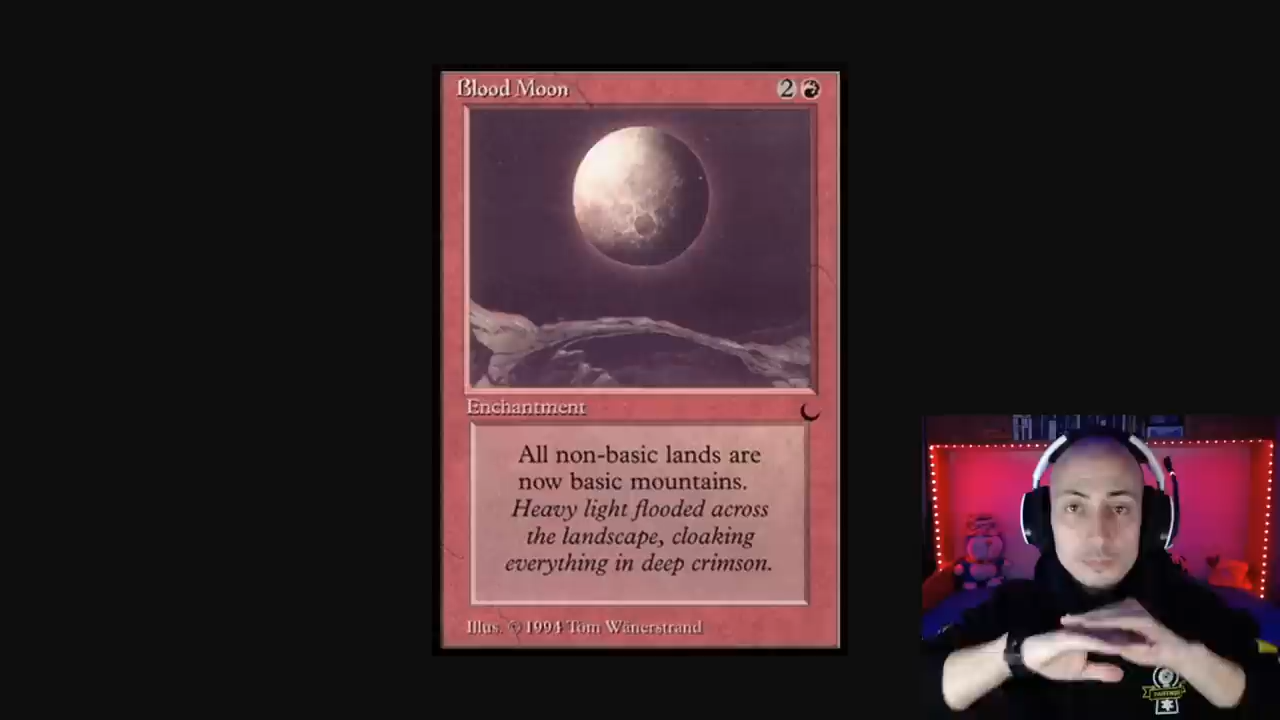 Blood Moon 2
Enchantment
All non-basic lands are
now basic mountains.
Heavy light flooded across
the landscape, cloaking
everything in deep crimson.
Illus. © 1994 Tom Wänerstrand